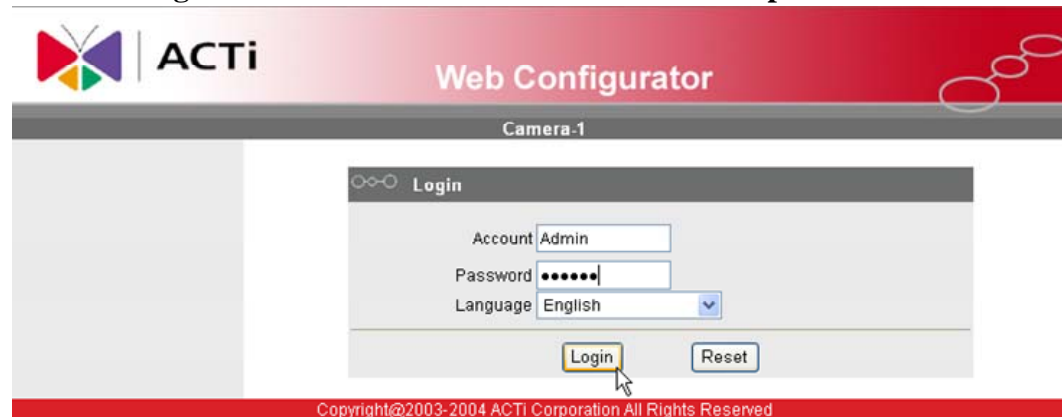 ACTi
Web Configurator
Camera-1
Login
Account Admin
Password ••••••
Language English
Login Reset
Copyright@2003-2004 ACTi Corporation All Rights Reserved